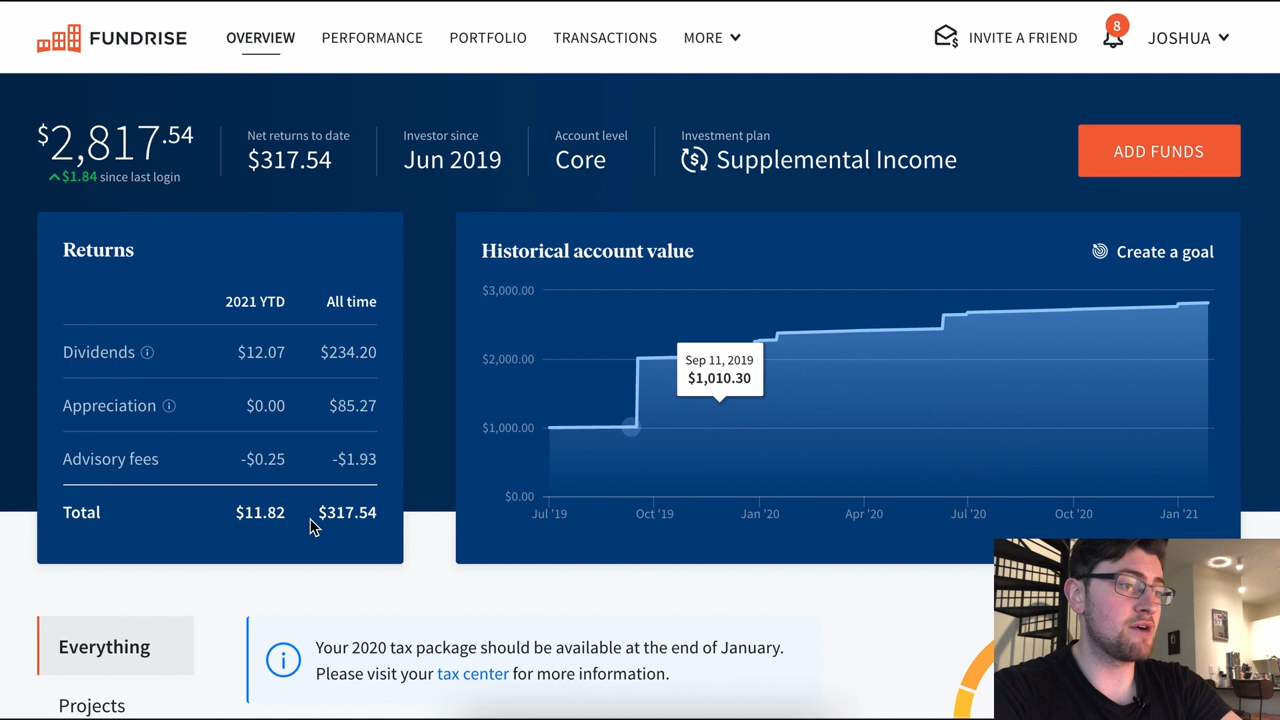 FUNDRISE
OVERVIEW
PERFORMANCE
PORTFOLIO
TRANSACTIONS
MORE
INVITE A FRIEND
8
JOSHUA
$2,817.54
$1.84 since last login
Net returns to date
$317.54
Investor since
Jun 2019
Account level
Core
Investment plan
Supplemental Income
ADD FUNDS
Returns
2021 YTD All time
Dividends $12.07 $234.20
Appreciation $0.00 $85.27
Advisory fees -$0.25 -$1.93
Total $11.82 $317.54
Historical account value
Create a goal
$3,000.00
$2,000.00
$1,000.00
$0.00
Sep 11, 2019
$1,010.30
Jul '19 Oct '19 Jan '20 Apr '20 Jul '20 Oct '20 Jan '21
Everything
Projects
Your 2020 tax package should be available at the end of January.
Please visit your tax center for more information.